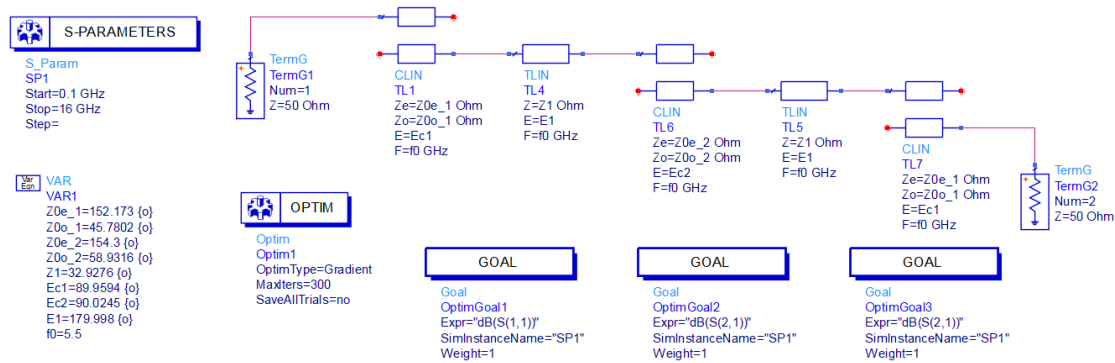 S-PARAMETERS
S_Param
SP1
Start=0.1 GHz
Stop=16 GHz
Step=
TermG
TermG1
Num=1
Z=50 Ohm
CLIN
TL1
Ze=Z0e_1 Ohm
Zo=Z0o_1 Ohm
E=Ec1
F=f0 GHz
TLIN
TL4
Z=Z1 Ohm
E=E1
F=f0 GHz
CLIN
TL6
Ze=Z0e_2 Ohm
Zo=Z0o_2 Ohm
E=Ec2
F=f0 GHz
TLIN
TL5
Z=Z1 Ohm
E=E1
F=f0 GHz
CLIN
TL7
Ze=Z0e_1 Ohm
Zo=Z0o_1 Ohm
E=Ec1
F=f0 GHz
TermG
TermG2
Num=2
Z=50 Ohm
Var
Eqn
VAR
VAR1
Z0e_1=152.173 {o}
Z0o_1=45.7802 {o}
Z0e_2=154.3 {o}
Z0o_2=58.9316 {o}
Z1=32.9276 {o}
Ec1=89.9594 {o}
Ec2=90.0245 {o}
E1=179.998 {o}
f0=5.5
OPTIM
Optim
Optim1
OptimType=Gradient
MaxIters=300
SaveAllTrials=no
GOAL
Goal
OptimGoal1
Expr="dB(S(1,1))"
SimInstanceName="SP1"
Weight=1
GOAL
Goal
OptimGoal2
Expr="dB(S(2,1))"
SimInstanceName="SP1"
Weight=1
GOAL
Goal
OptimGoal3
Expr="dB(S(2,1))"
SimInstanceName="SP1"
Weight=1